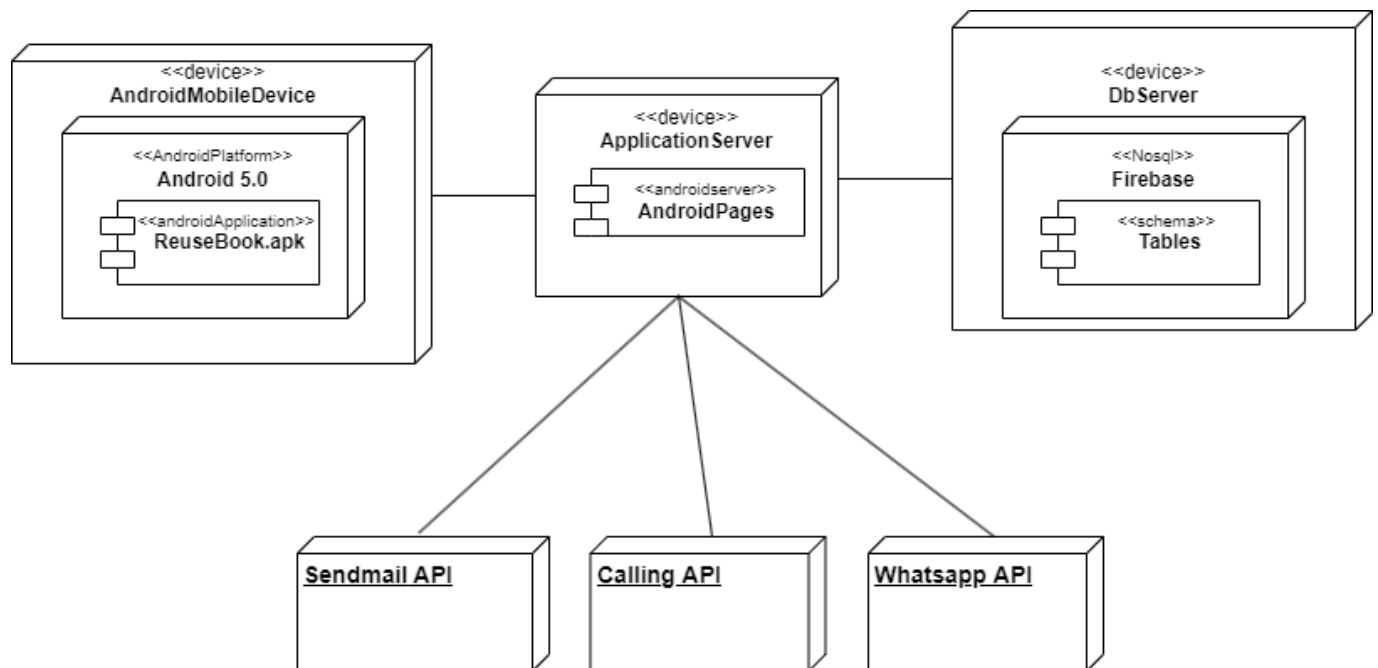 <<device>>
AndroidMobileDevice
<<AndroidPlatform>>
Android 5.0
<<androidApplication>>
ReuseBook.apk
<<device>>
ApplicationServer
<<androidserver>>
AndroidPages
<<device>>
DbServer
<<Nosql>>
Firebase
<<schema>>
Tables
Sendmail API
Calling API
Whatsapp API